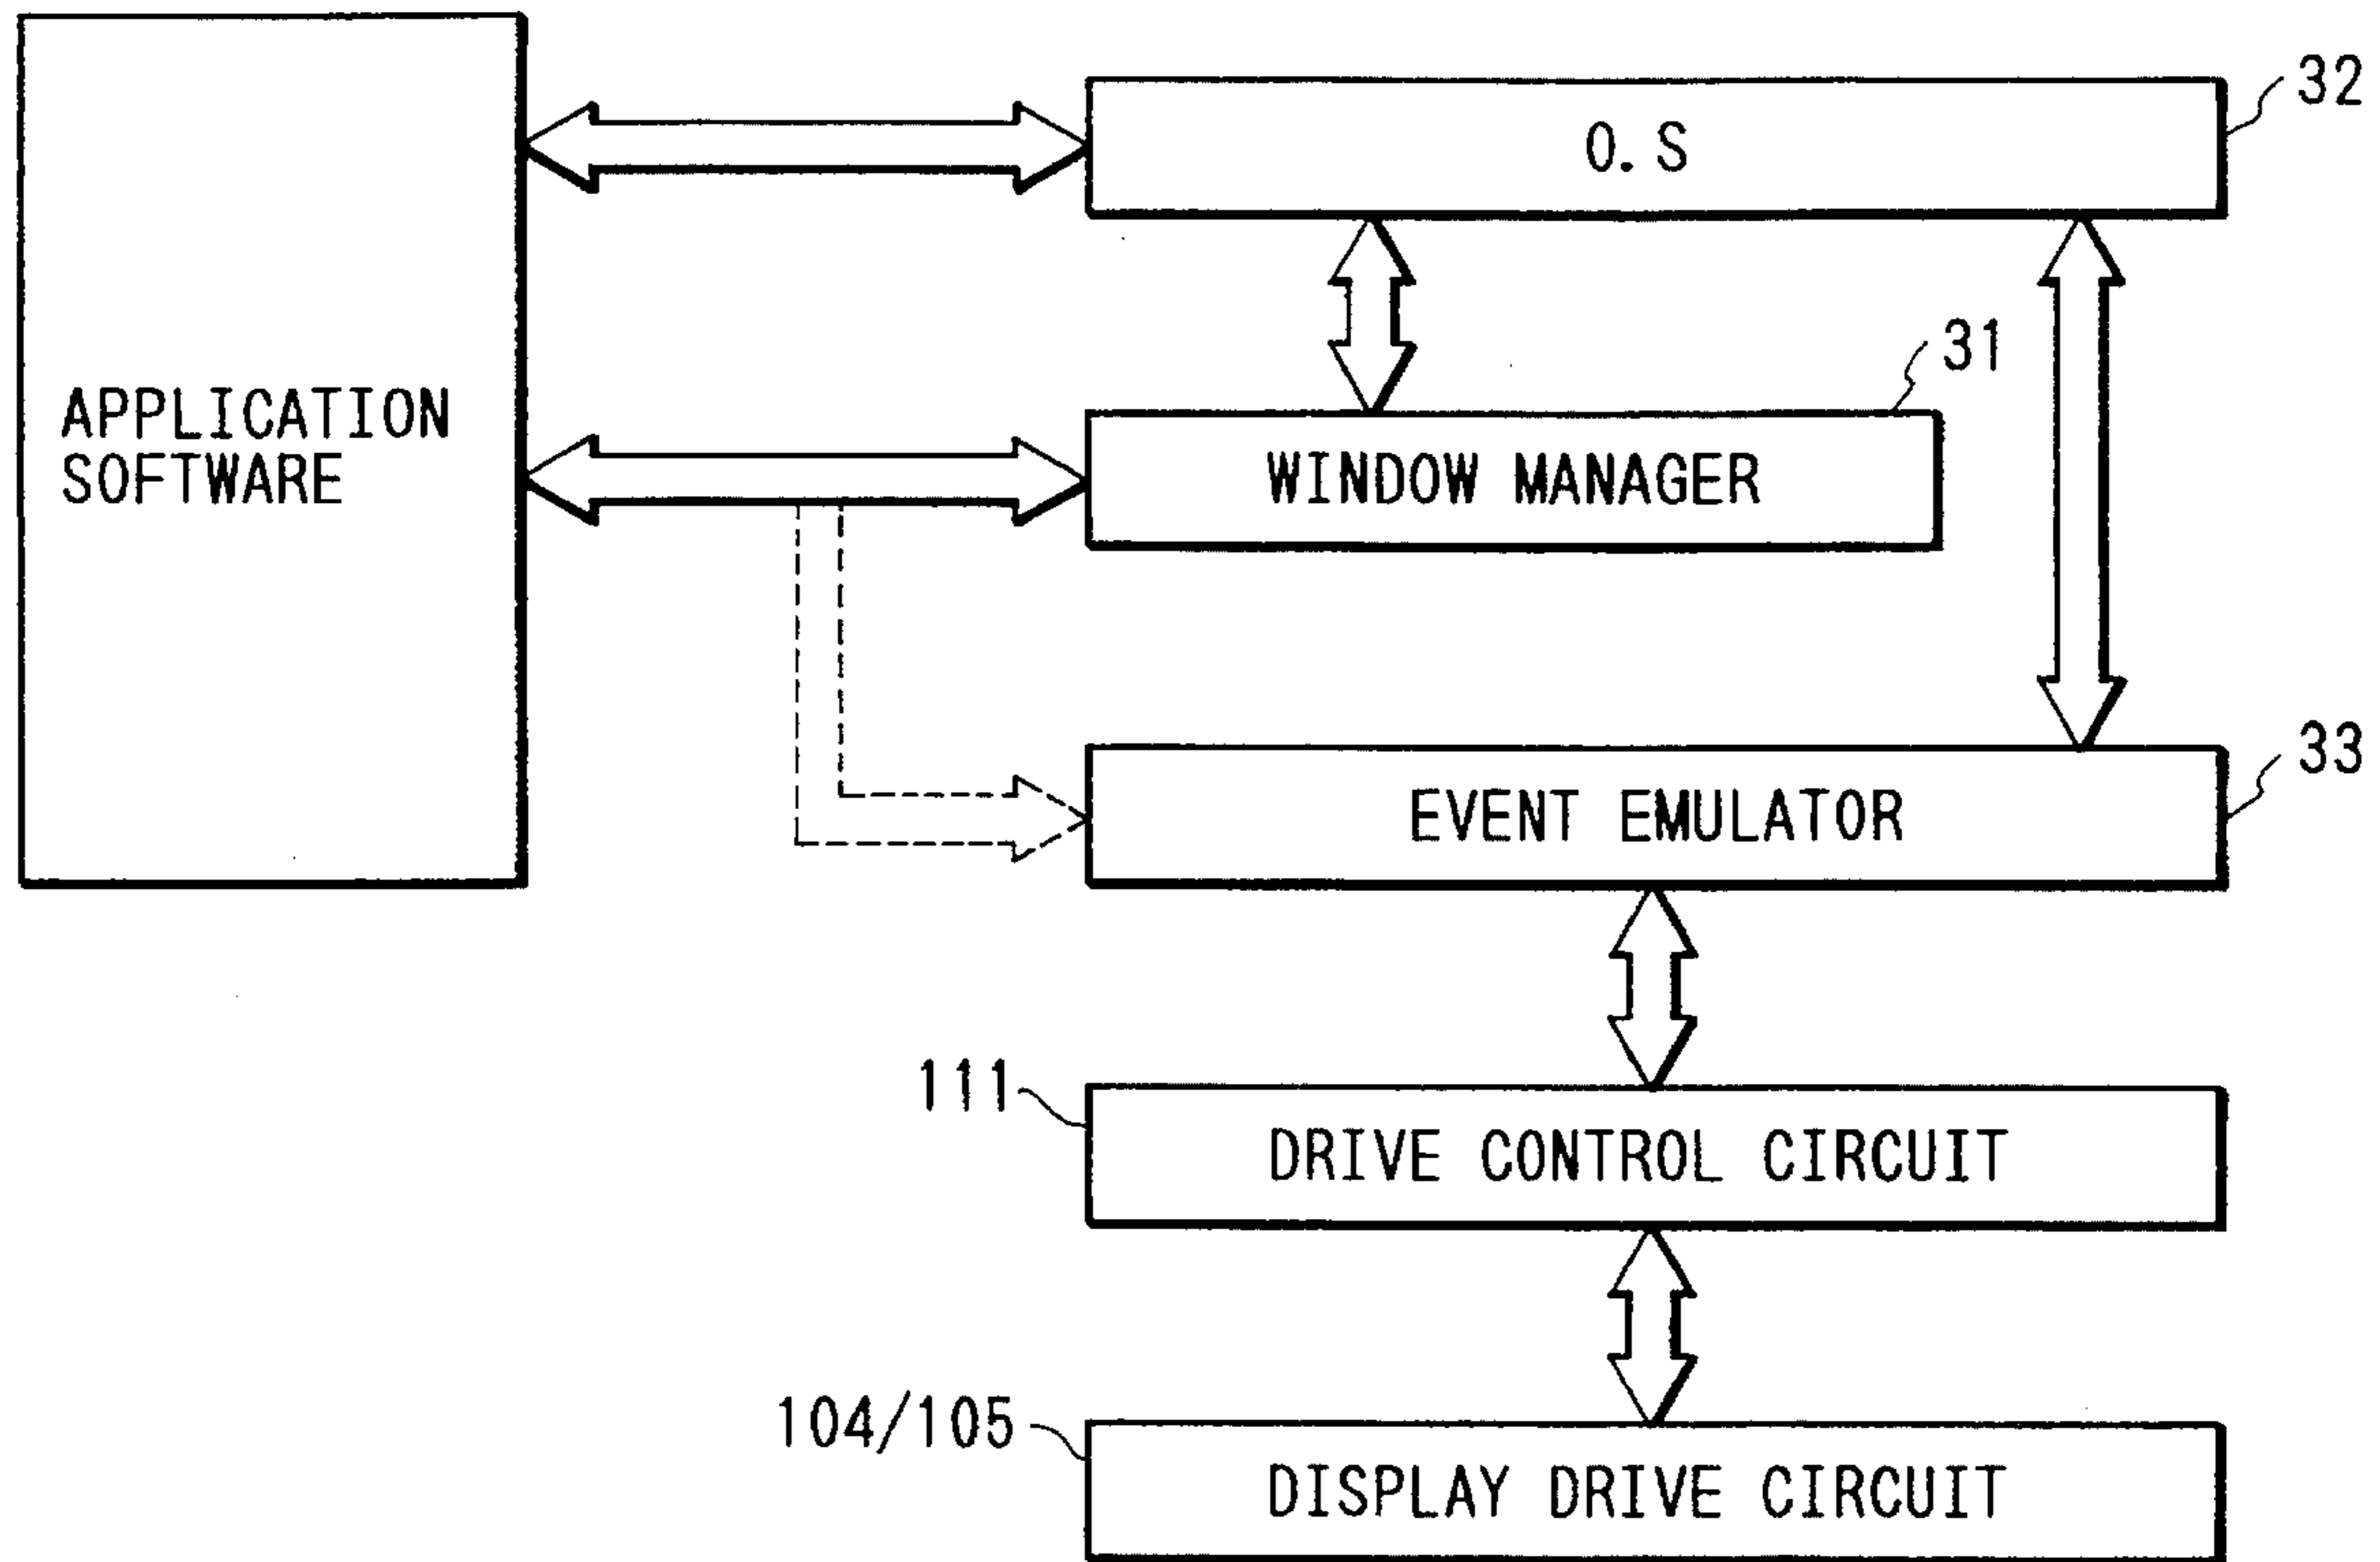 32
O.S
31
APPLICATION
SOFTWARE
WINDOW MANAGER
33
EVENT EMULATOR
111
DRIVE CONTROL CIRCUIT
104/105
DISPLAY DRIVE CIRCUIT